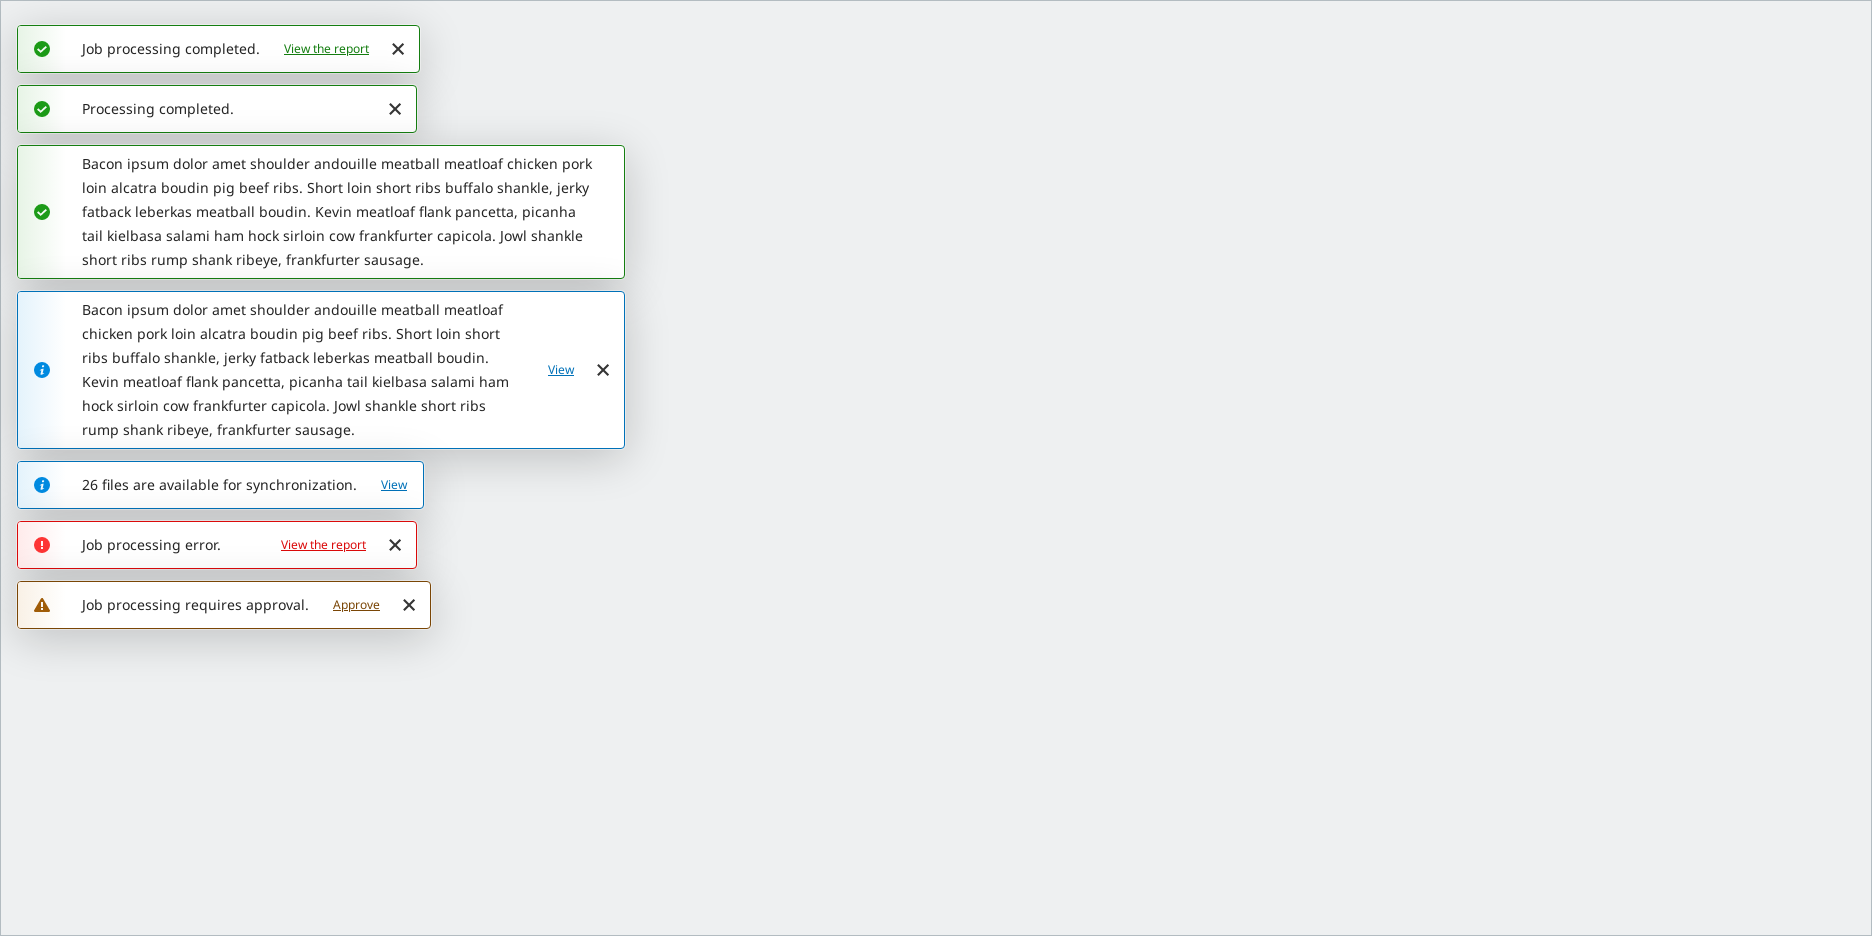 Job processing completed. View the report
Processing completed.
Bacon ipsum dolor amet shoulder andouille meatball meatloaf chicken pork
loin alcatra boudin pig beef ribs. Short loin short ribs buffalo shankle, jerky
fatback leberkas meatball boudin. Kevin meatloaf flank pancetta, picanha
tail kielbasa salami ham hock sirloin cow frankfurter capicola. Jowl shankle
short ribs rump shank ribeye, frankfurter sausage.
Bacon ipsum dolor amet shoulder andouille meatball meatloaf
chicken pork loin alcatra boudin pig beef ribs. Short loin short
ribs buffalo shankle, jerky fatback leberkas meatball boudin.
Kevin meatloaf flank pancetta, picanha tail kielbasa salami ham
hock sirloin cow frankfurter capicola. Jowl shankle short ribs
rump shank ribeye, frankfurter sausage.
View
26 files are available for synchronization. View
Job processing error. View the report
Job processing requires approval. Approve